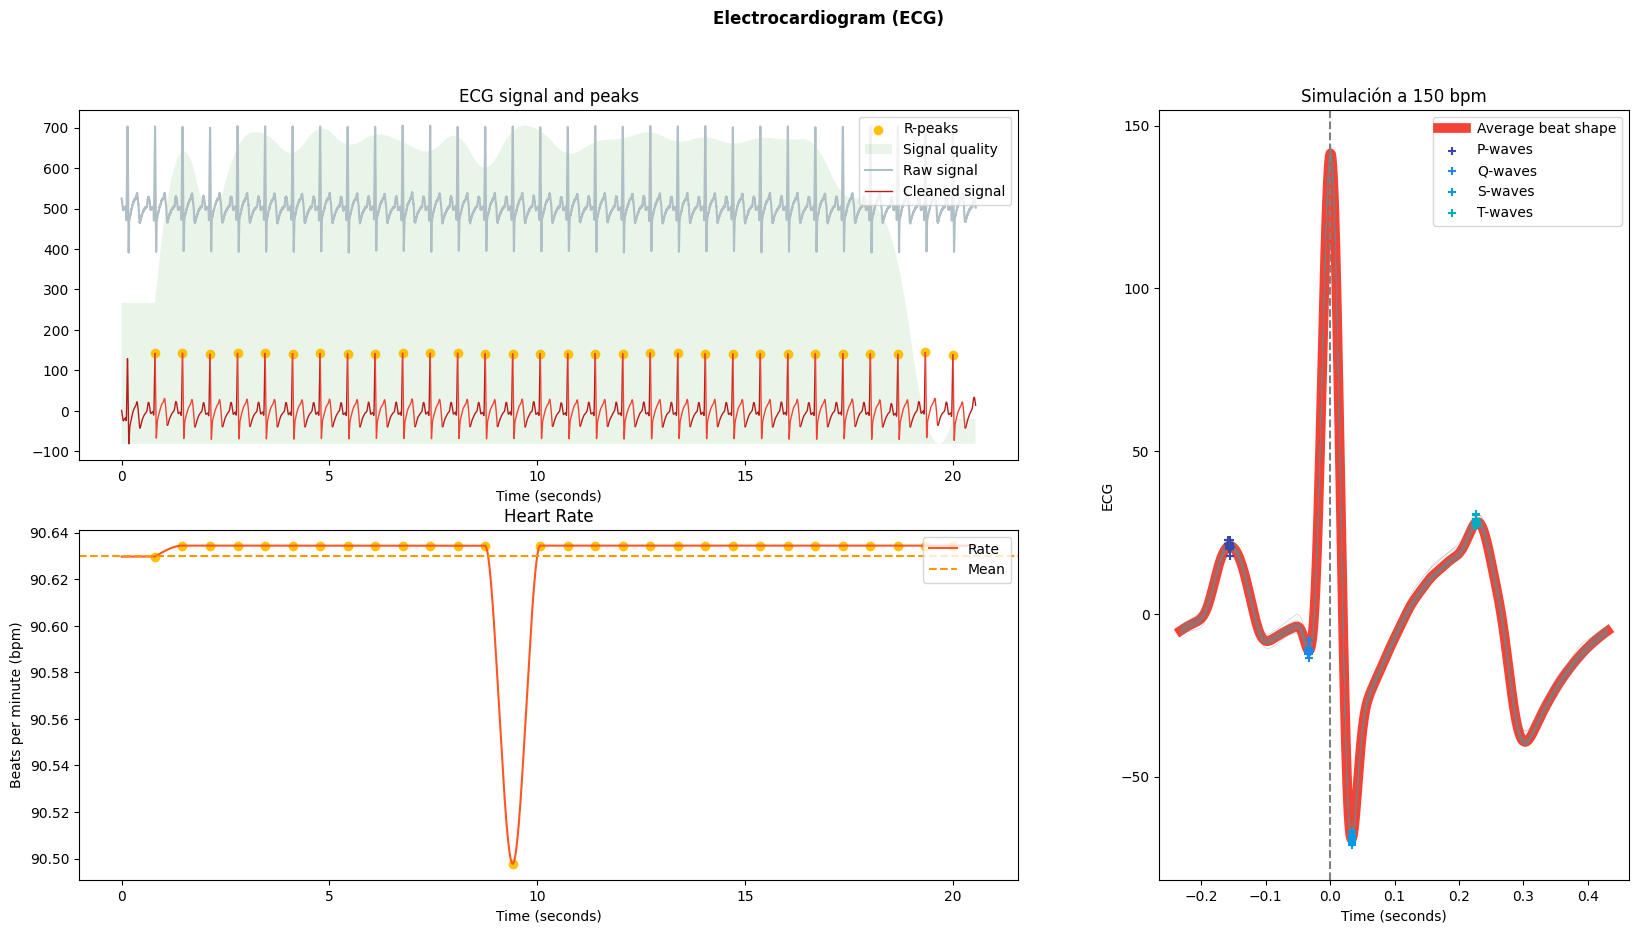 Electrocardiogram (ECG)
ECG signal and peaks
700
600
500
400
300
200
100
0
−100
R-peaks
Signal quality
Raw signal
Cleaned signal
0
5
10
15
20
Time (seconds)
Heart Rate
Beats per minute (bpm)
90.64
90.62
90.60
90.58
90.56
90.54
90.52
90.50
Rate
Mean
0
5
10
15
20
Time (seconds)
Simulación a 150 bpm
ECG
150
100
50
0
−50
Average beat shape
P-waves
Q-waves
S-waves
T-waves
−0.2
−0.1
0.0
0.1
0.2
0.3
0.4
Time (seconds)